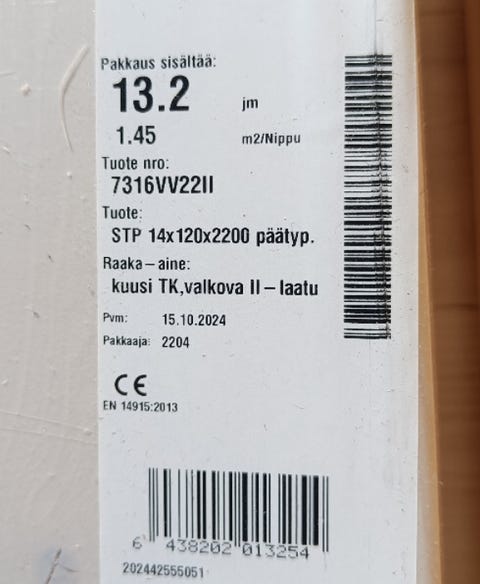 Pakkaus sisältää:
13.2 jm
1.45 m2/Nippu
Tuote nro:
7316VV22II
Tuote:
STP 14x120x2200 päätyp.
Raaka-aine:
kuusi TK,valkova II-laatu
Pvm: 15.10.2024
Pakkaaja: 2204
CE
EN 14915:2013
6 438202 013254
202442555051